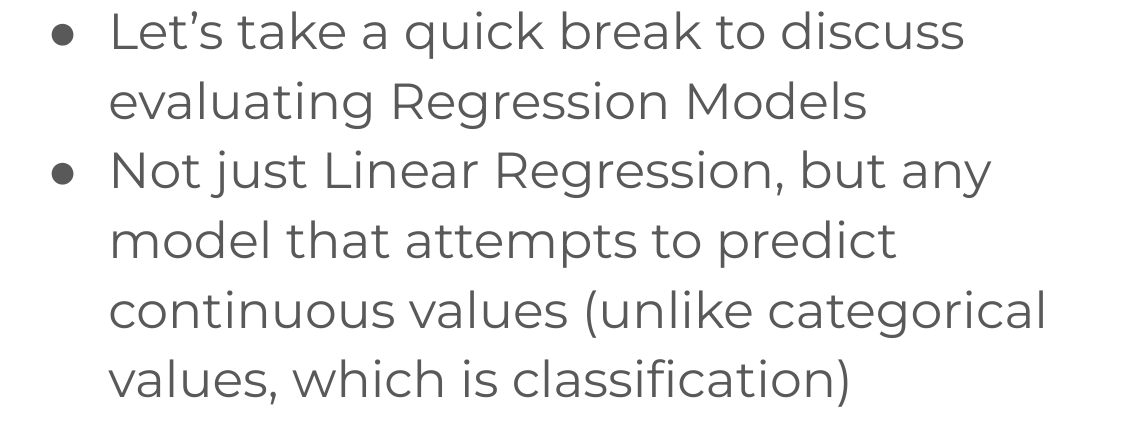 ● Let’s take a quick break to discuss
evaluating Regression Models
● Not just Linear Regression, but any
model that attempts to predict
continuous values (unlike categorical
values, which is classification)